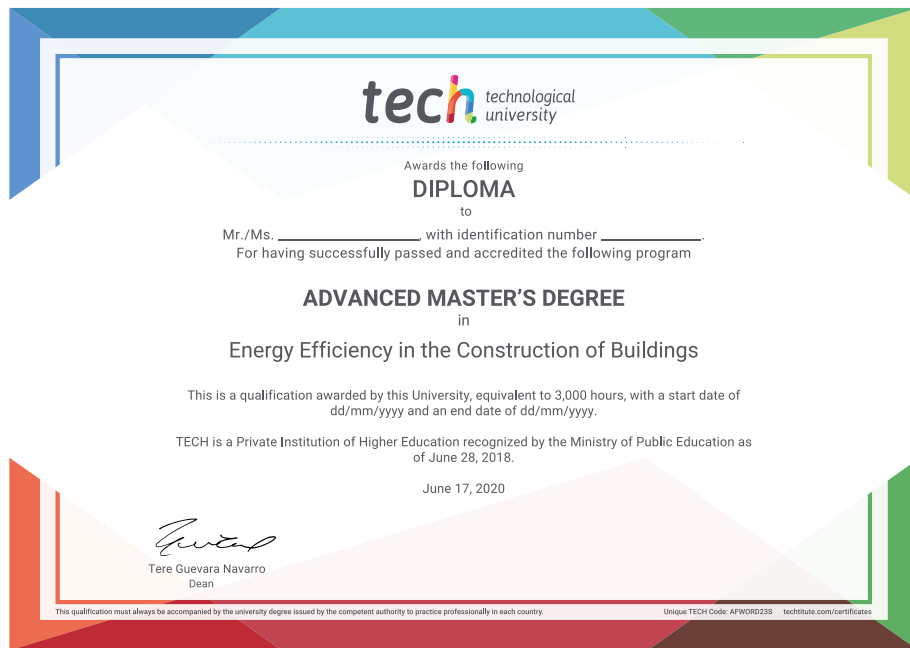 tech technological
university
Awards the following
DIPLOMA
to
Mr./Ms. ________________, with identification number ____________.
For having successfully passed and accredited the following program
ADVANCED MASTER'S DEGREE
in
Energy Efficiency in the Construction of Buildings
This is a qualification awarded by this University, equivalent to 3,000 hours, with a start date of
dd/mm/yyyy and an end date of dd/mm/yyyy.
TECH is a Private Institution of Higher Education recognized by the Ministry of Public Education as
of June 28, 2018.
June 17, 2020
Tere Guevara Navarro
Dean
This qualification must always be accompanied by the university degree issued by the competent authority to practice professionally in each country.
Unique TECH Code: AFWORD23S techtitute.com/certificates